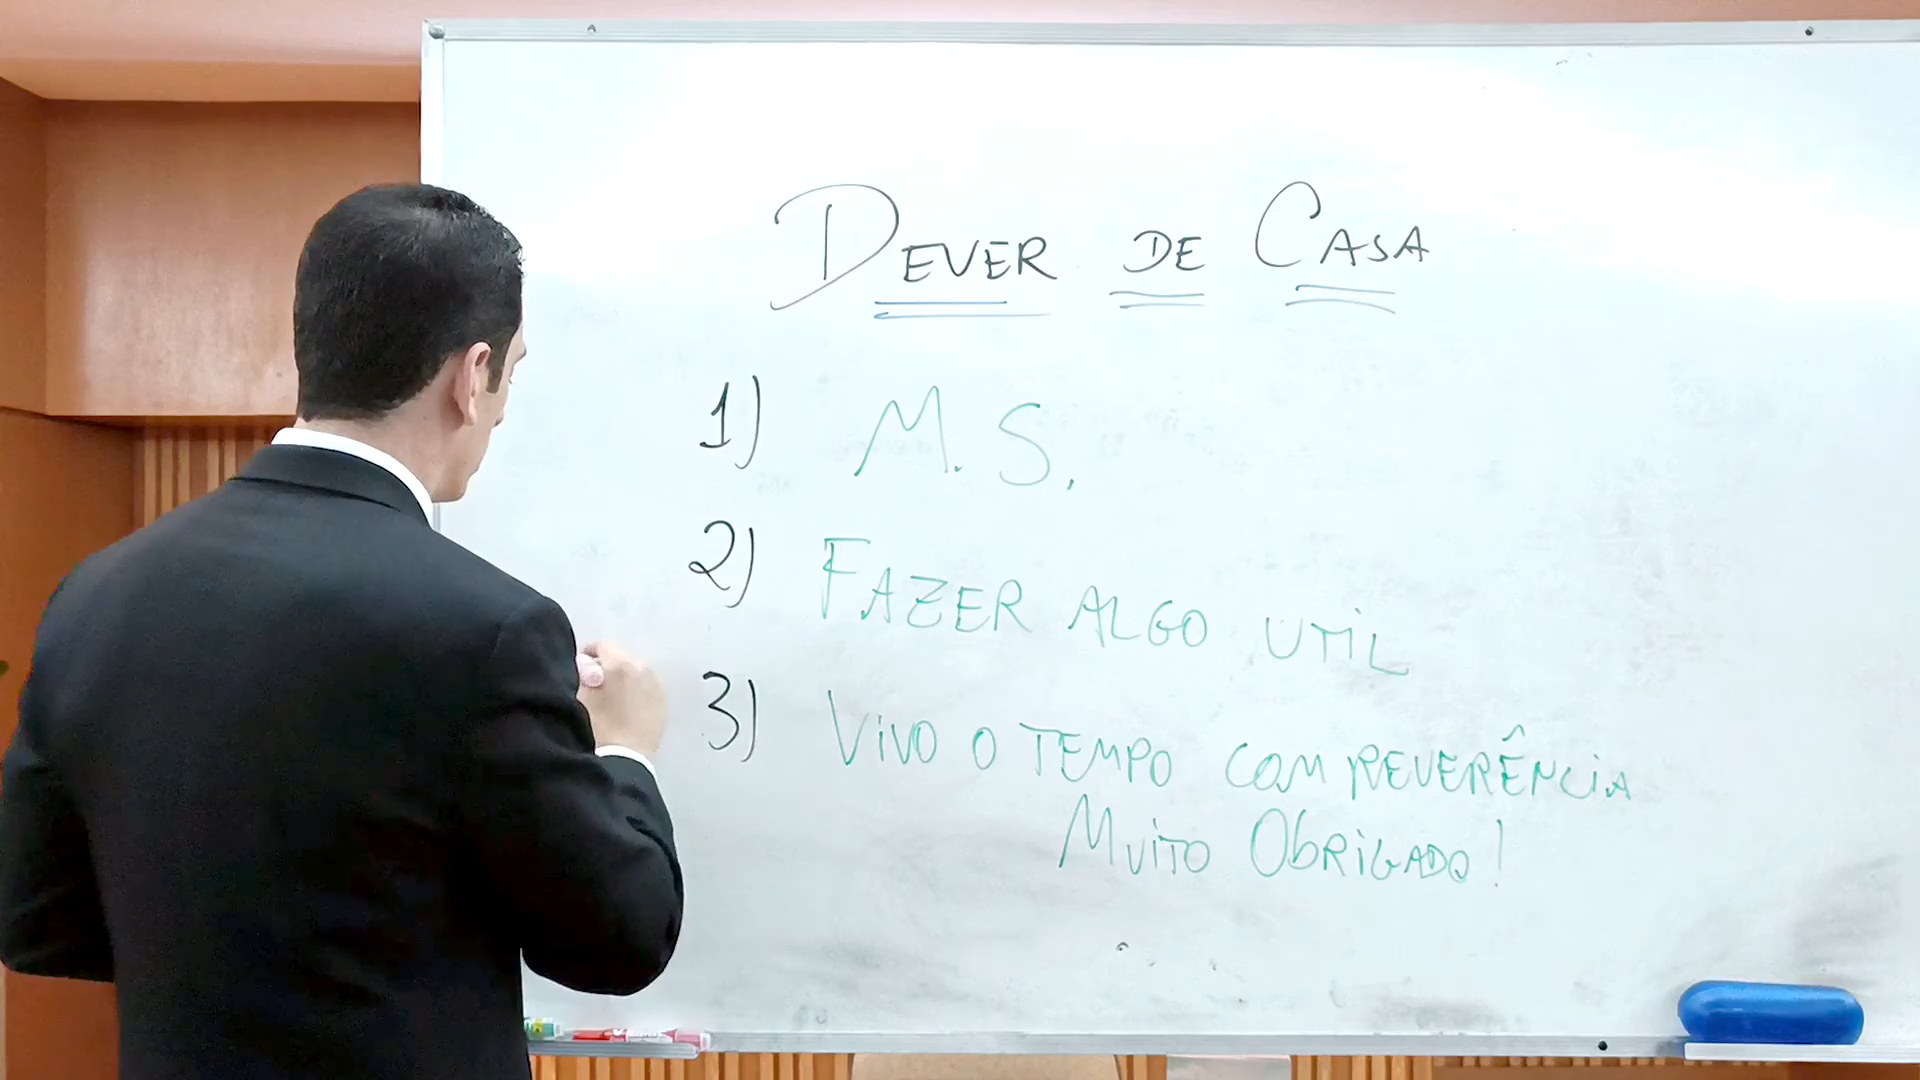 DEVER DE CASA
1) M.S.
2) FAZER ALGO UTIL
3) VIVO O TEMPO COM REVERÊNCIA
MUITO OBRIGADO!